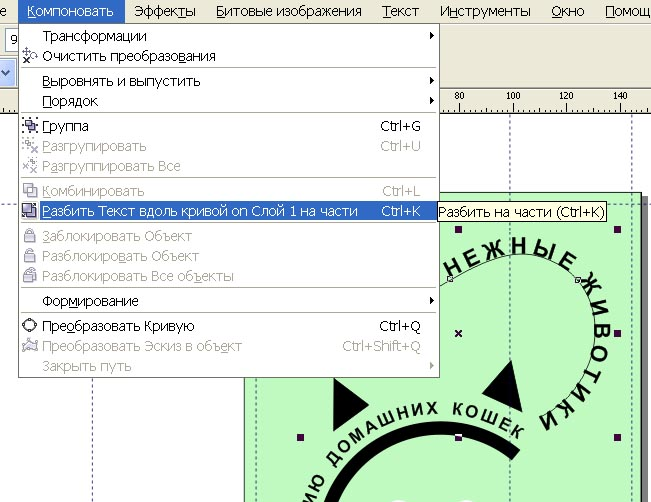 е Компоновать Эффекты Битовые изображения Текст Инструменты Окно Помощ
9
Трансформации
Очистить преобразования
Выровнять и выпустить
Порядок
80 100 120 140
Группа Ctrl+G
Разгруппировать Ctrl+U
Разгруппировать Все
Комбинировать Ctrl+L
Разбить Текст вдоль кривой on Слой 1 на части Ctrl+K
Разбить на части (Ctrl+K)
Заблокировать Объект
Разблокировать Объект
Разблокировать Все объекты
Формирование
Преобразовать Кривую Ctrl+Q
Преобразовать Эскиз в объект Ctrl+Shift+Q
Закрыть путь
НЕЖНЫЕ ЖИВОТИКИ
ИЮ ДОМАШНИХ КОШЕК